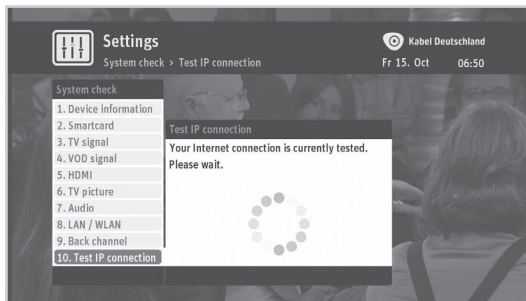 Settings
Kabel Deutschland
System check > Test IP connection
Fr 15. Oct 06:50
System check
1. Device information
2. Smartcard
3. TV signal
4. VOD signal
5. HDMI
6. TV picture
7. Audio
8. LAN / WLAN
9. Back channel
10. Test IP connection
Test IP connection
Your Internet connection is currently tested.
Please wait.